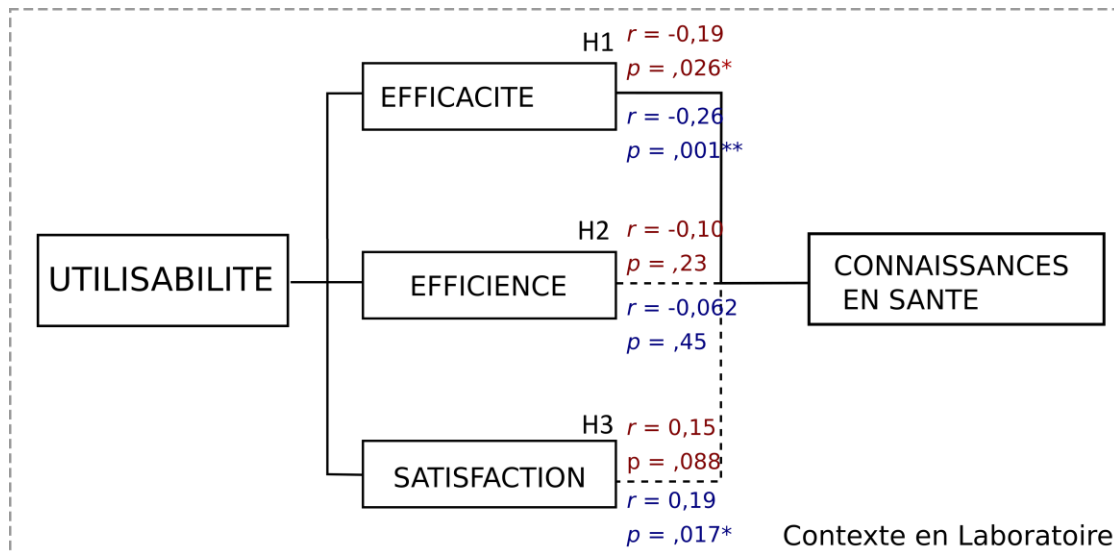 H1
r = -0,19
p = ,026*
EFFICACITE
r = -0,26
p = ,001**
H2
r = -0,10
p = ,23
UTILISABILITE
EFFICIENCE
r = -0,062
p = ,45
CONNAISSANCES
EN SANTE
H3
r = 0,15
p = ,088
SATISFACTION
r = 0,19
p = ,017*
Contexte en Laboratoire